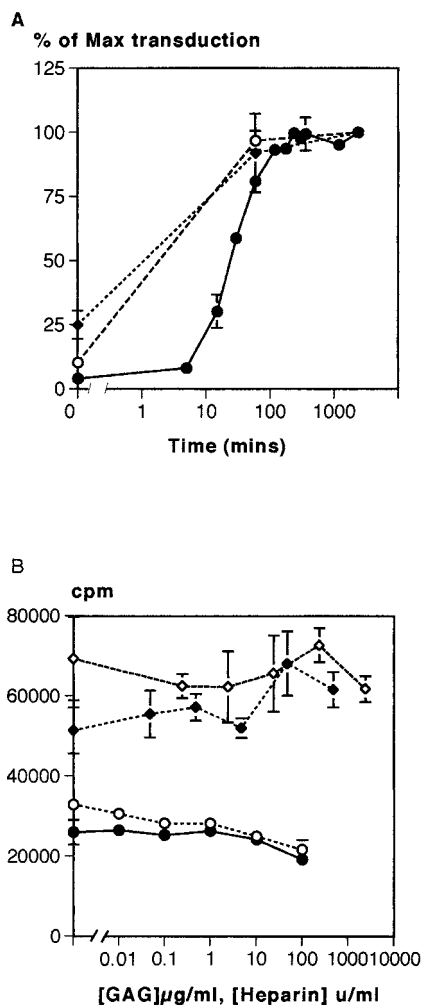 A
% of Max transduction
125
100
75
50
25
0
0 1 10 100 1000
Time (mins)
B
cpm
80000
60000
40000
20000
0
0.01 0.1 1 10 100 1000 10000
[GAG]µg/ml, [Heparin] u/ml